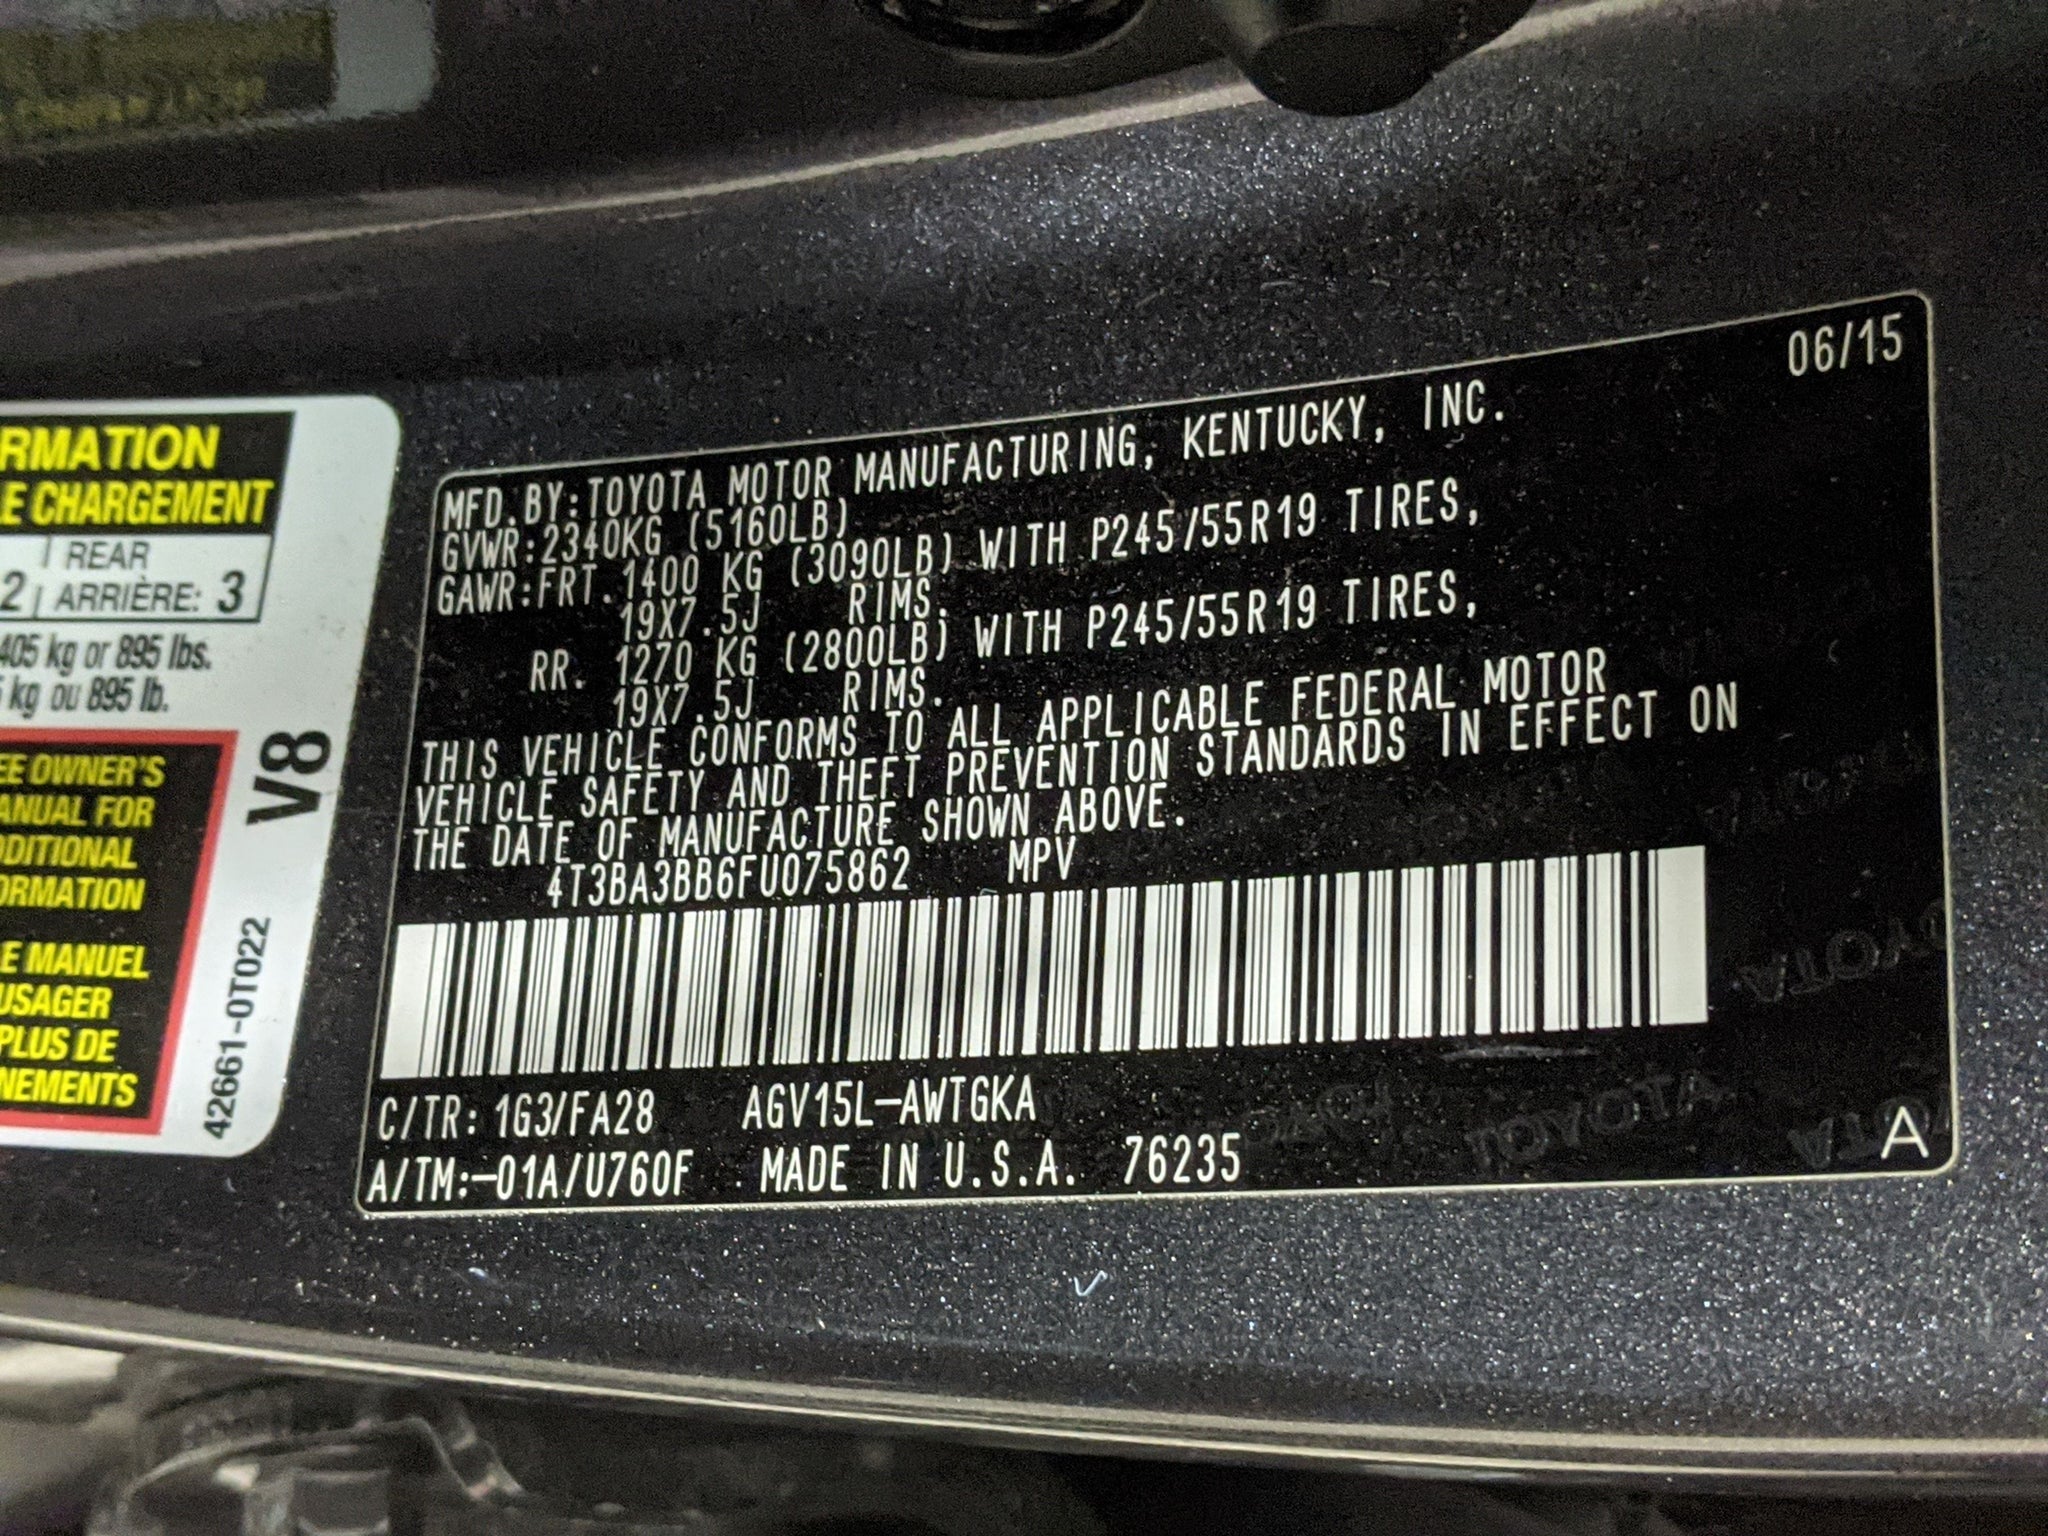 RMATION
E CHARGEMENT
REAR
2 ARRIÈRE: 3
405 kg or 895 lbs.
kg ou 895 lb.
EE OWNER'S
ANUAL FOR
DDITIONAL
ORMATION
E MANUEL
USAGER
PLUS DE
NEMENTS
V8
42661-0T022
06/15
MFD.BY:TOYOTA MOTOR MANUFACTURING, KENTUCKY, INC.
GVWR:2340KG (5160LB)
GAWR:FRT. 1400 KG (3090LB) WITH P245/55R19 TIRES,
19X7.5J RIMS.
RR. 1270 KG (2800LB) WITH P245/55R19 TIRES,
19X7.5J RIMS.
THIS VEHICLE CONFORMS TO ALL APPLICABLE FEDERAL MOTOR
VEHICLE SAFETY AND THEFT PREVENTION STANDARDS IN EFFECT ON
THE DATE OF MANUFACTURE SHOWN ABOVE.
4T3BA3BB6FU075862 MPV
C/TR: 1G3/FA28 AGV15L-AWTGKA
A/TM:-01A/U760F MADE IN U.S.A. 76235
A
TOYOTA